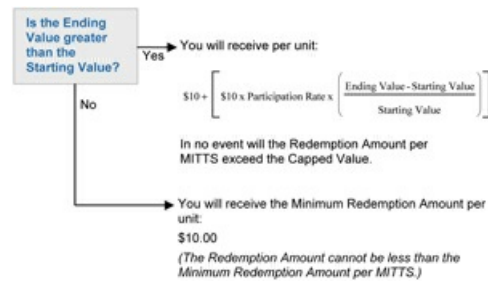 Is the Ending
Value greater
than the
Starting Value?
Yes
You will receive per unit:
$10 + [ $10 x Participation Rate x ( Ending Value - Starting Value / Starting Value ) ]
In no event will the Redemption Amount per
MITTS exceed the Capped Value.
No
You will receive the Minimum Redemption Amount per
unit:
$10.00
(The Redemption Amount cannot be less than the
Minimum Redemption Amount per MITTS.)